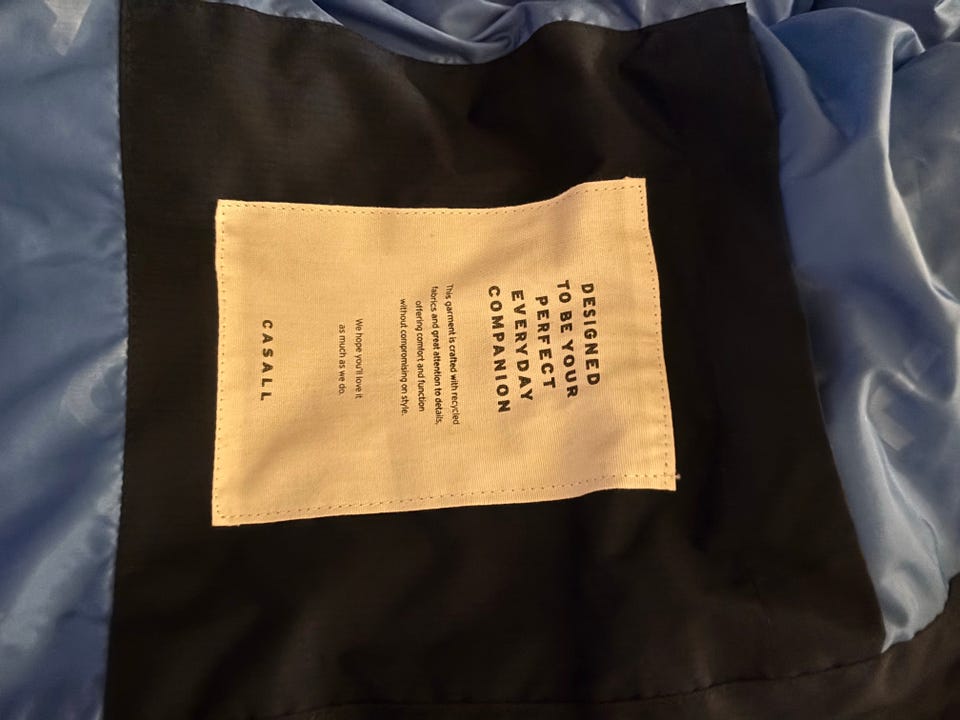 DESIGNED
TO BE YOUR
PERFECT
EVERYDAY
COMPANION
This garment is crafted with recycled
fabrics and great attention to details,
offering comfort and function
without compromising on style.
We hope you'll love it
as much as we do.
CASALL